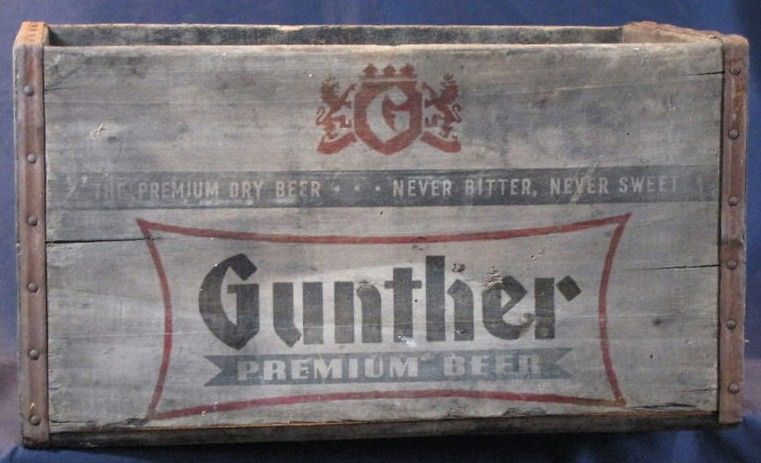 G
THE PREMIUM DRY BEER · · · NEVER BITTER, NEVER SWEET
Gunther
PREMIUM BEER